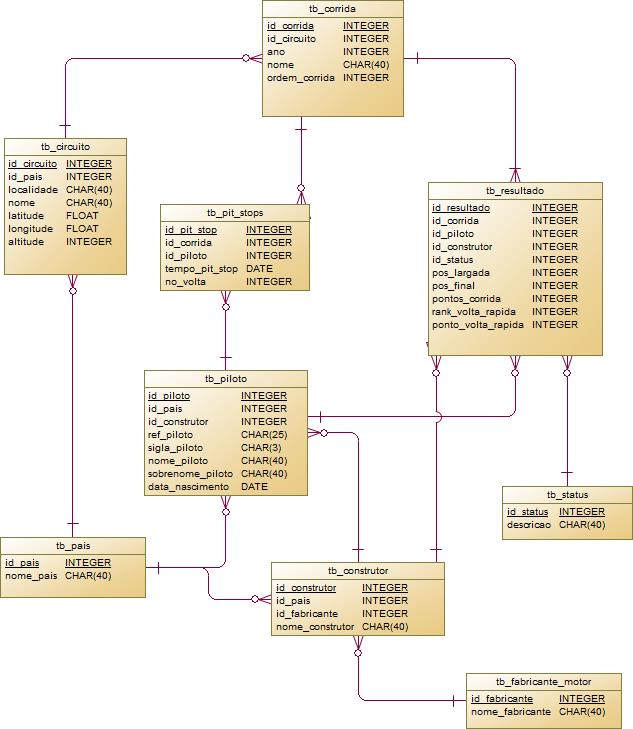 tb_corrida
id_corrida INTEGER
id_circuito INTEGER
ano INTEGER
nome CHAR(40)
ordem_corrida INTEGER
tb_circuito
id_circuito INTEGER
id_pais INTEGER
localidade CHAR(40)
nome CHAR(40)
latitude FLOAT
longitude FLOAT
altitude INTEGER
tb_pit_stops
id_pit_stop INTEGER
id_corrida INTEGER
id_piloto INTEGER
tempo_pit_stop DATE
no_volta INTEGER
tb_resultado
id_resultado INTEGER
id_corrida INTEGER
id_piloto INTEGER
id_construtor INTEGER
id_status INTEGER
pos_largada INTEGER
pos_final INTEGER
pontos_corrida INTEGER
rank_volta_rapida INTEGER
ponto_volta_rapida INTEGER
tb_piloto
id_piloto INTEGER
id_pais INTEGER
id_construtor INTEGER
ref_piloto CHAR(25)
sigla_piloto CHAR(3)
nome_piloto CHAR(40)
sobrenome_piloto CHAR(40)
data_nascimento DATE
tb_status
id_status INTEGER
descricao CHAR(40)
tb_pais
id_pais INTEGER
nome_pais CHAR(40)
tb_construtor
id_construtor INTEGER
id_pais INTEGER
id_fabricante INTEGER
nome_construtor CHAR(40)
tb_fabricante_motor
id_fabricante INTEGER
nome_fabricante CHAR(40)